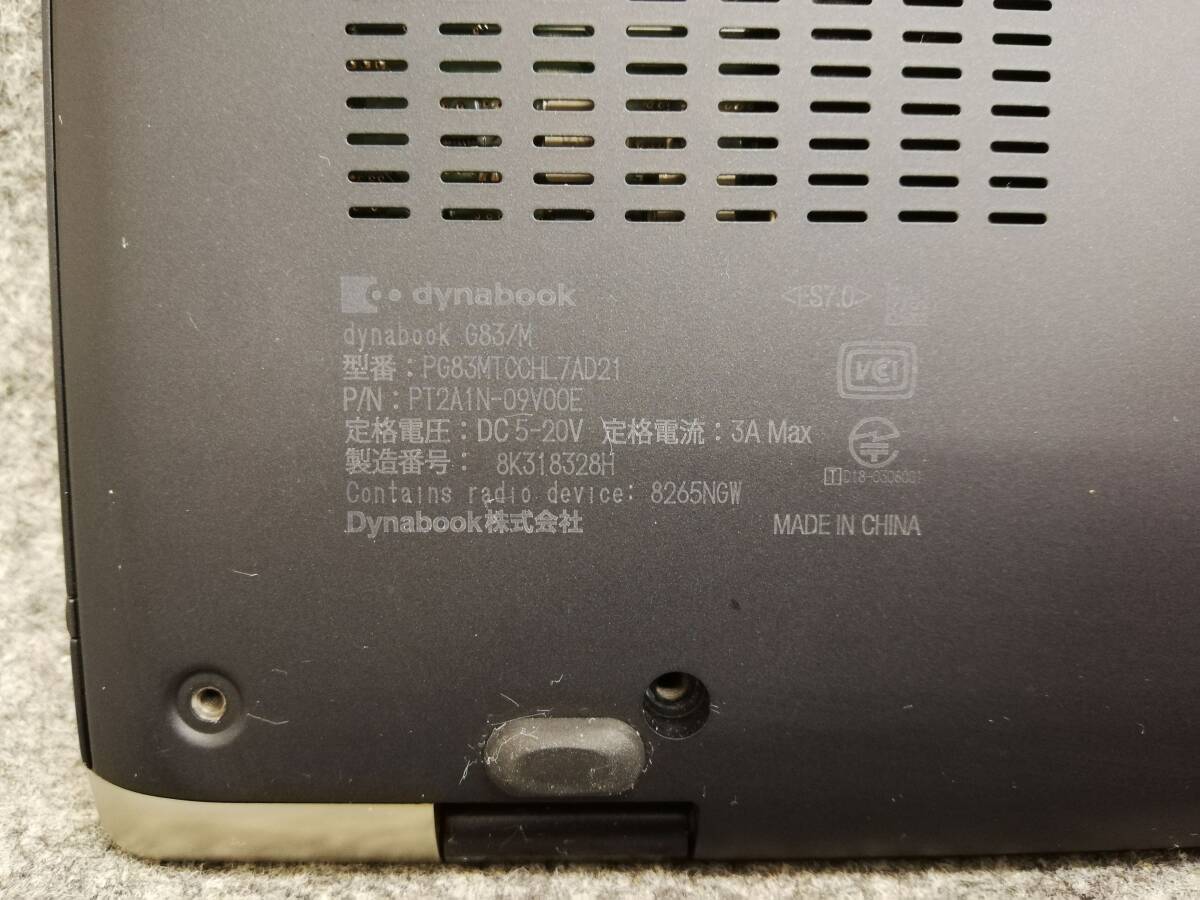 dynabook
<ES7.0>
dynabook G83/M
型番：PG83MTCCHL7AD21
P/N：PT2A1N-09V00E
VCI
定格電圧：DC 5-20V 定格電流：3A Max
製造番号： 8K318328H
Contains radio device: 8265NGW
Dynabook株式会社
MADE IN CHINA